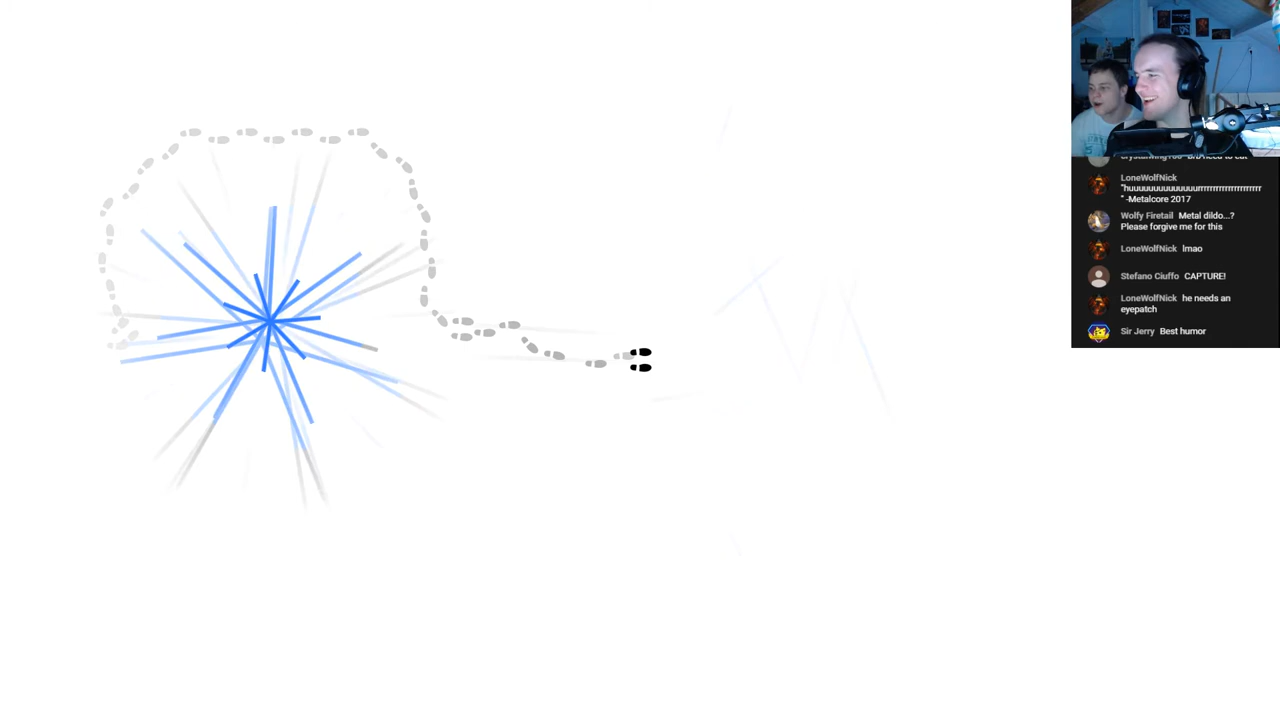 LoneWolfNick
"huuuuuuuuuuuuuurrrrrrrrrrrrrrrrrrrr
" -Metalcore 2017
Wolfy Firetail Metal dildo...?
Please forgive me for this
LoneWolfNick lmao
Stefano Ciuffo CAPTURE!
LoneWolfNick he needs an
eyepatch
Sir Jerry Best humor